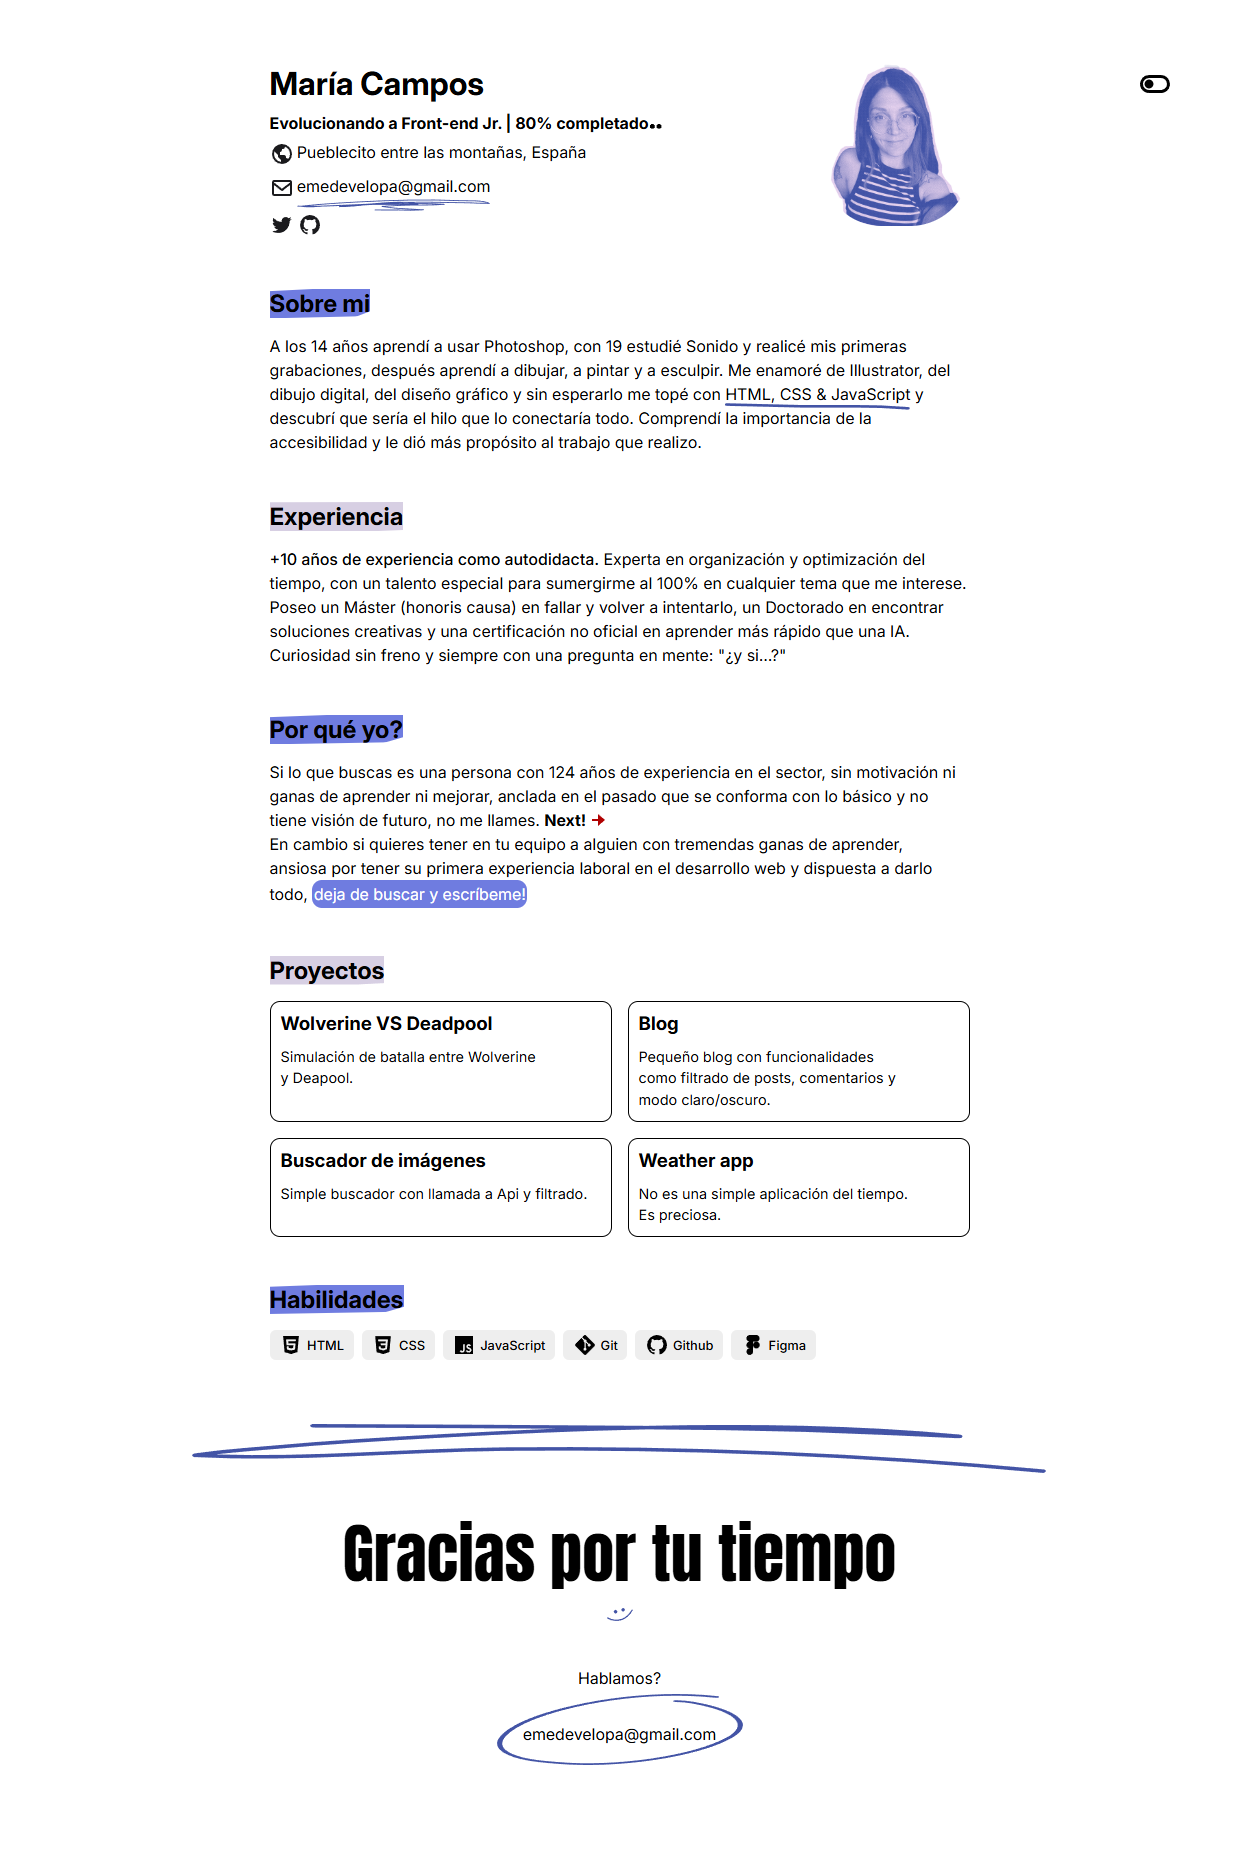 María Campos
Evolucionando a Front-end Jr. | 80% completado..
Pueblecito entre las montañas, España
emedevelopa@gmail.com
Sobre mi
A los 14 años aprendí a usar Photoshop, con 19 estudié Sonido y realicé mis primeras
grabaciones, después aprendí a dibujar, a pintar y a esculpir. Me enamoré de Illustrator, del
dibujo digital, del diseño gráfico y sin esperarlo me topé con HTML, CSS & JavaScript y
descubrí que sería el hilo que lo conectaría todo. Comprendí la importancia de la
accesibilidad y le dió más propósito al trabajo que realizo.
Experiencia
+10 años de experiencia como autodidacta. Experta en organización y optimización del
tiempo, con un talento especial para sumergirme al 100% en cualquier tema que me interese.
Poseo un Máster (honoris causa) en fallar y volver a intentarlo, un Doctorado en encontrar
soluciones creativas y una certificación no oficial en aprender más rápido que una IA.
Curiosidad sin freno y siempre con una pregunta en mente: "¿y si...?"
Por qué yo?
Si lo que buscas es una persona con 124 años de experiencia en el sector, sin motivación ni
ganas de aprender ni mejorar, anclada en el pasado que se conforma con lo básico y no
tiene visión de futuro, no me llames. Next!
En cambio si quieres tener en tu equipo a alguien con tremendas ganas de aprender,
ansiosa por tener su primera experiencia laboral en el desarrollo web y dispuesta a darlo
todo, deja de buscar y escríbeme!
Proyectos
Wolverine VS Deadpool
Simulación de batalla entre Wolverine
y Deapool.
Blog
Pequeño blog con funcionalidades
como filtrado de posts, comentarios y
modo claro/oscuro.
Buscador de imágenes
Simple buscador con llamada a Api y filtrado.
Weather app
No es una simple aplicación del tiempo.
Es preciosa.
Habilidades
HTML CSS JavaScript Git Github Figma
Gracias por tu tiempo
Hablamos?
emedevelopa@gmail.com